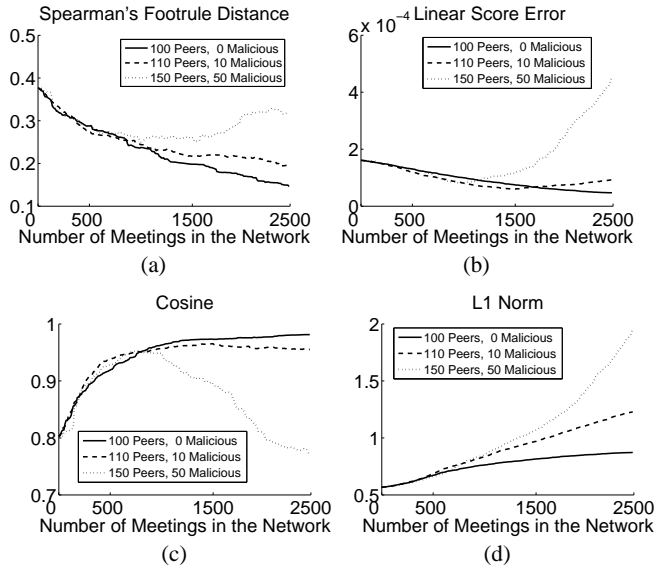 Spearman's Footrule Distance
0.5
0.4
0.3
0.2
0.1
100 Peers, 0 Malicious
110 Peers, 10 Malicious
150 Peers, 50 Malicious
0 500 1500 2500
Number of Meetings in the Network
(a)
x 10⁻⁴ Linear Score Error
6
4
2
0
100 Peers, 0 Malicious
110 Peers, 10 Malicious
150 Peers, 50 Malicious
0 500 1500 2500
Number of Meetings in the Network
(b)
Cosine
1
0.9
0.8
0.7
100 Peers, 0 Malicious
110 Peers, 10 Malicious
150 Peers, 50 Malicious
0 500 1500 2500
Number of Meetings in the Network
(c)
L1 Norm
2
1.5
1
0.5
100 Peers, 0 Malicious
110 Peers, 10 Malicious
150 Peers, 50 Malicious
0 500 1500 2500
Number of Meetings in the Network
(d)